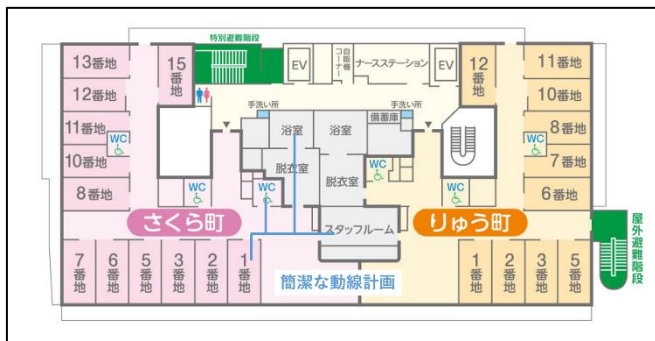 特別避難階段
13番地
15番地
EV
自販機コーナー
ナースステーション
EV
12番地
11番地
12番地
10番地
11番地
手洗い所
手洗い所
8番地
WC
浴室
浴室
備蓄庫
WC
10番地
7番地
8番地
脱衣室
脱衣室
WC
6番地
WC
WC
WC
さくら町
スタッフルーム
りゅう町
屋外避難階段
7番地
6番地
5番地
3番地
2番地
1番地
簡潔な動線計画
1番地
2番地
3番地
5番地